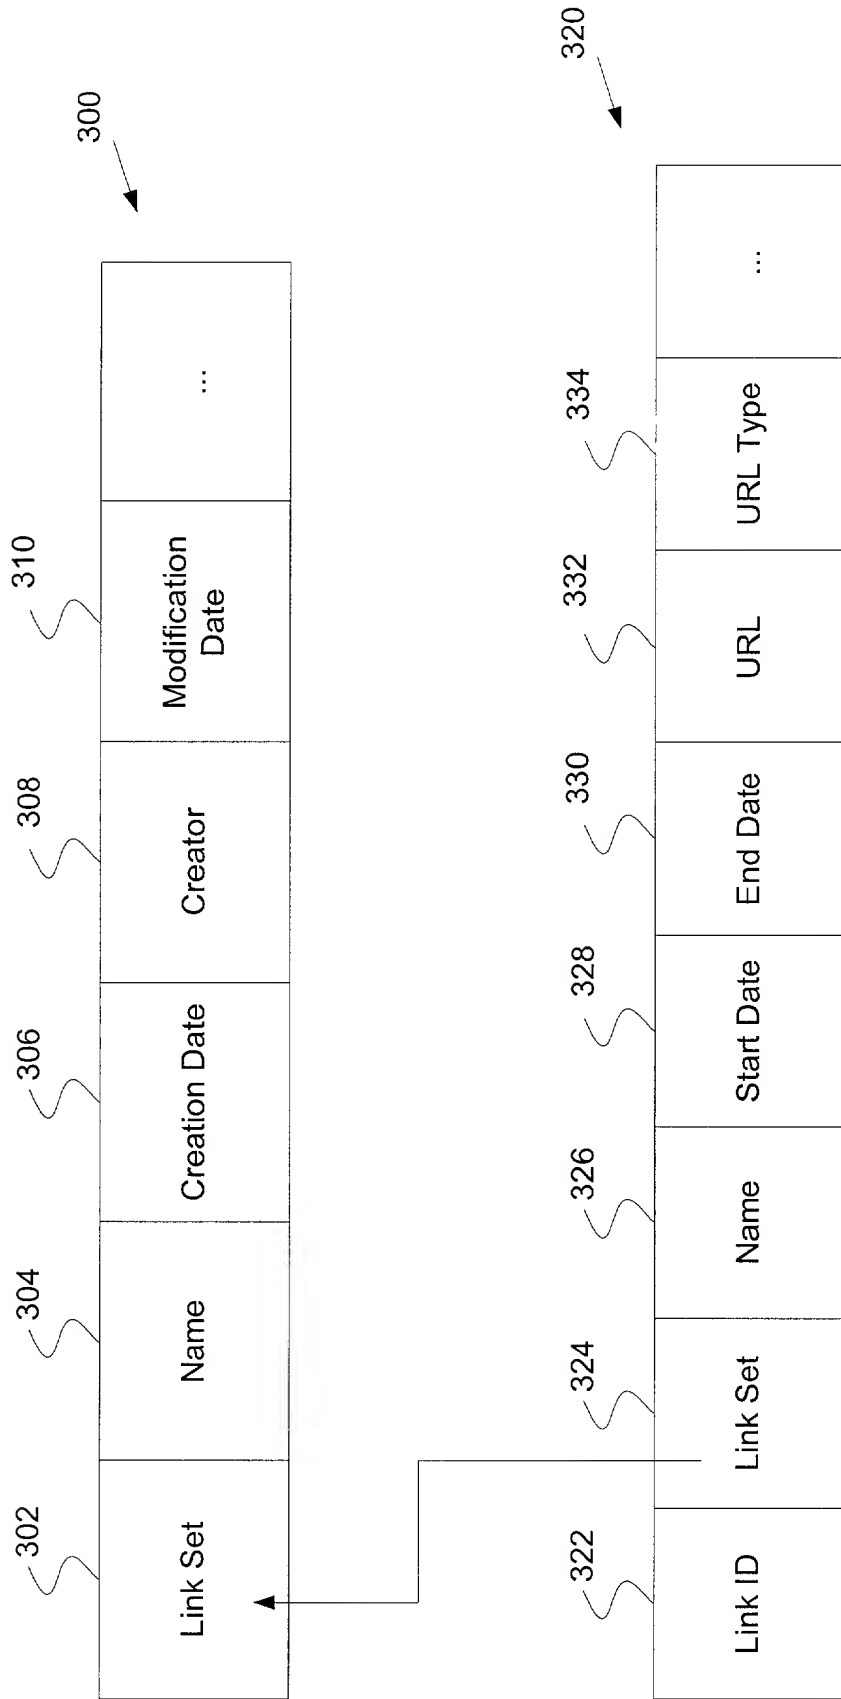 300
302
304
306
308
310
Link Set
Name
Creation Date
Creator
Modification
Date
...
320
322
324
326
328
330
332
334
Link ID
Link Set
Name
Start Date
End Date
URL
URL Type
...